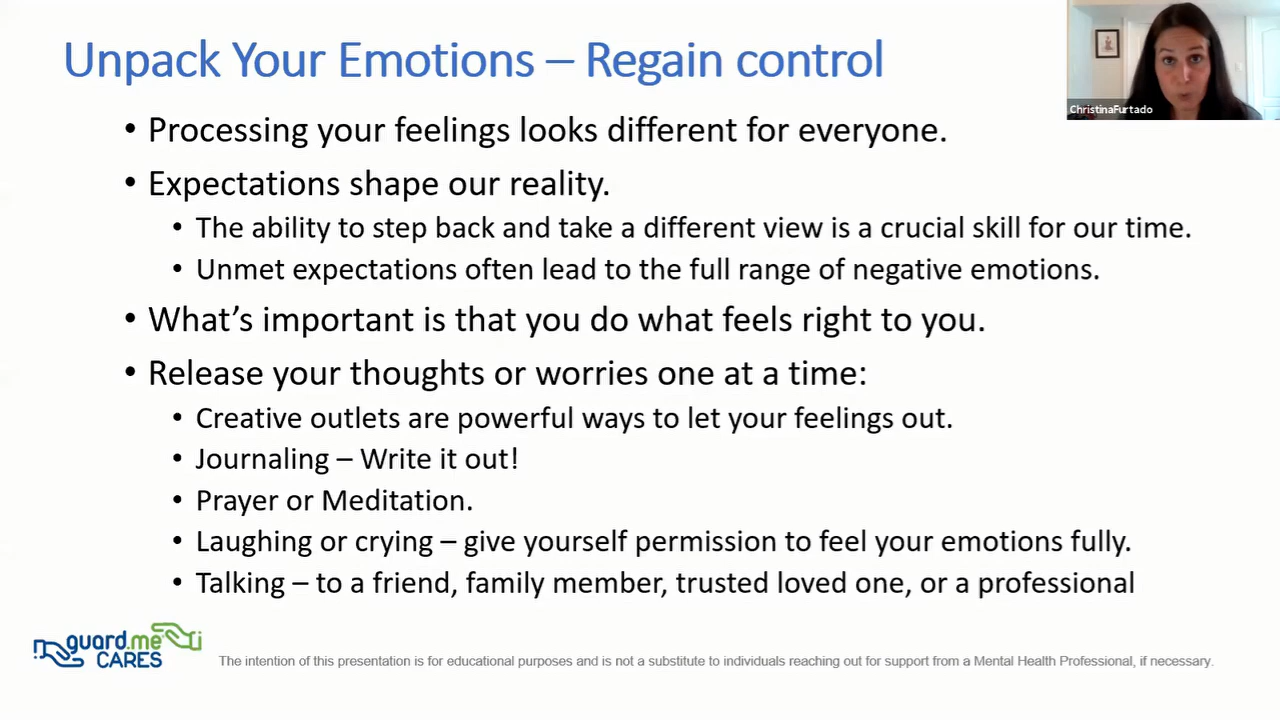 Unpack Your Emotions – Regain control
ChristinaFurtado
• Processing your feelings looks different for everyone.
• Expectations shape our reality.
• The ability to step back and take a different view is a crucial skill for our time.
• Unmet expectations often lead to the full range of negative emotions.
• What's important is that you do what feels right to you.
• Release your thoughts or worries one at a time:
• Creative outlets are powerful ways to let your feelings out.
• Journaling – Write it out!
• Prayer or Meditation.
• Laughing or crying – give yourself permission to feel your emotions fully.
• Talking – to a friend, family member, trusted loved one, or a professional
guard.me
CARES
The intention of this presentation is for educational purposes and is not a substitute to individuals reaching out for support from a Mental Health Professional, if necessary.